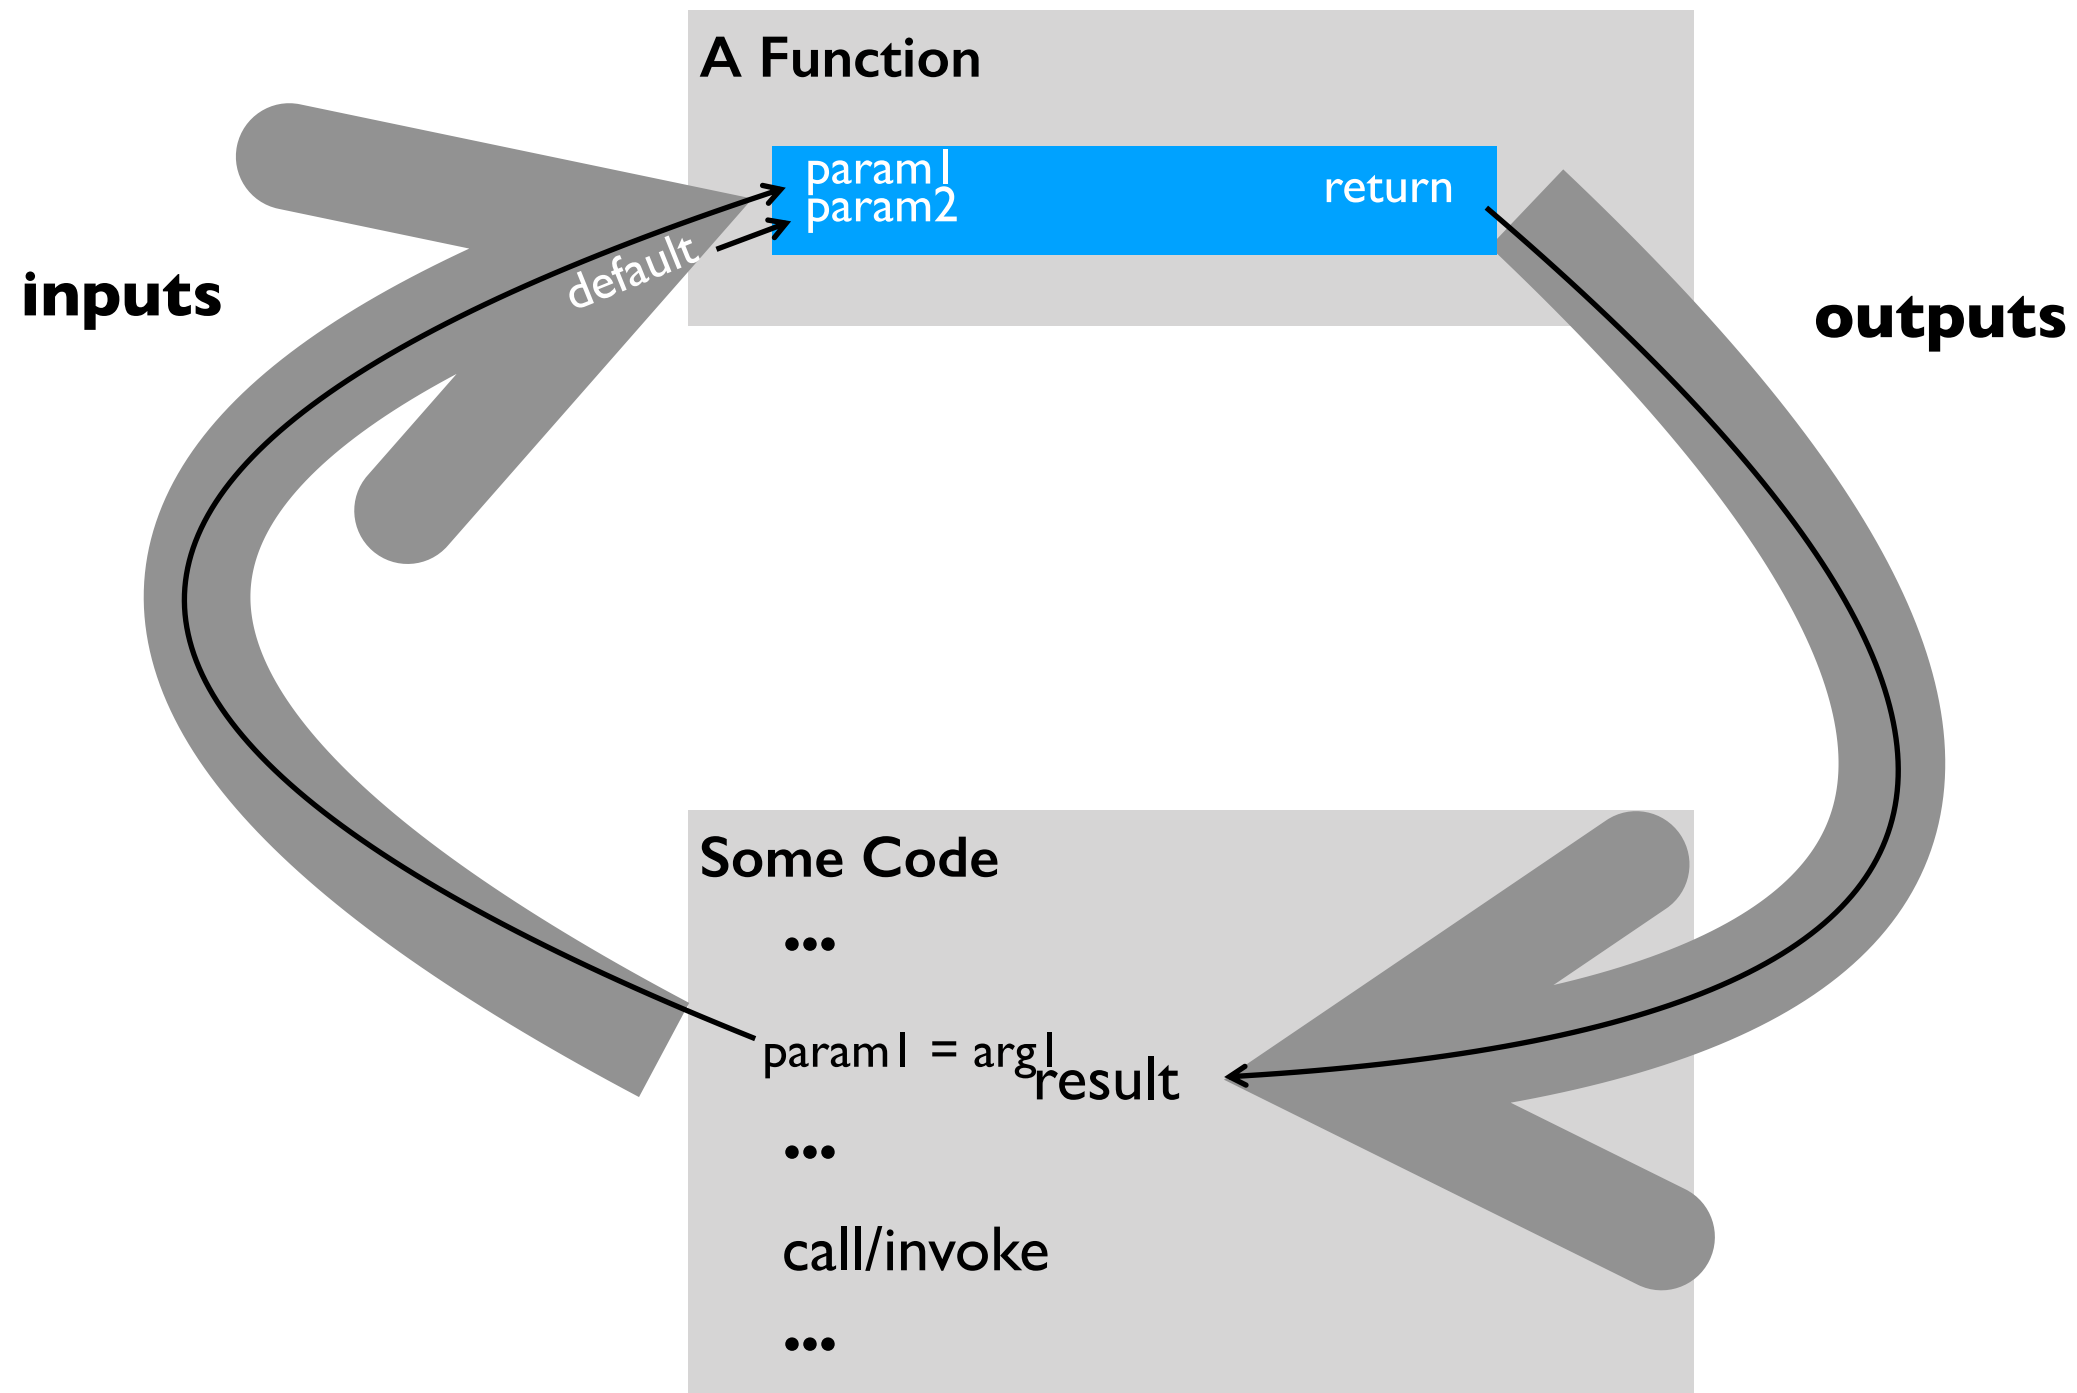 A Function
param1
param2
return
default
inputs
outputs
Some Code
...
param1 = arg1
result
...
call/invoke
...